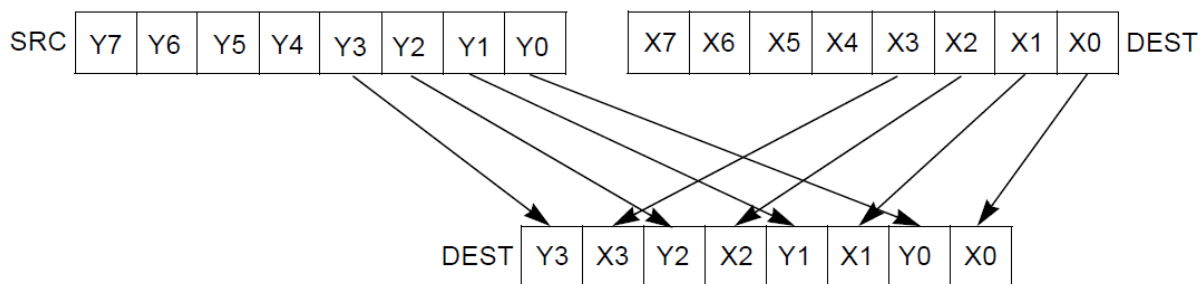 SRC Y7 Y6 Y5 Y4 Y3 Y2 Y1 Y0 X7 X6 X5 X4 X3 X2 X1 X0 DEST
DEST Y3 X3 Y2 X2 Y1 X1 Y0 X0